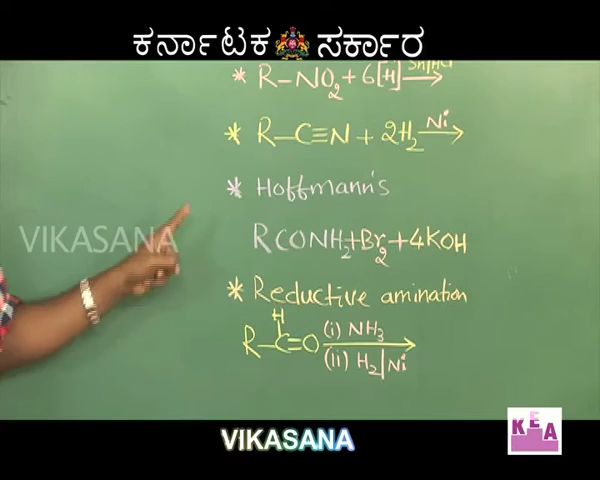 ಕರ್ನಾಟಕ ಸರ್ಕಾರ
* R-NO₂ + 6[H] Sn/HCl →
* R-C≡N + 2H₂ Ni →
* Hoffmann's
RCONH₂+Br₂+4KOH
* Reductive amination
H
R-C=O (i) NH₃ →
(ii) H₂/Ni
VIKASANA
VIKASANA
KEA